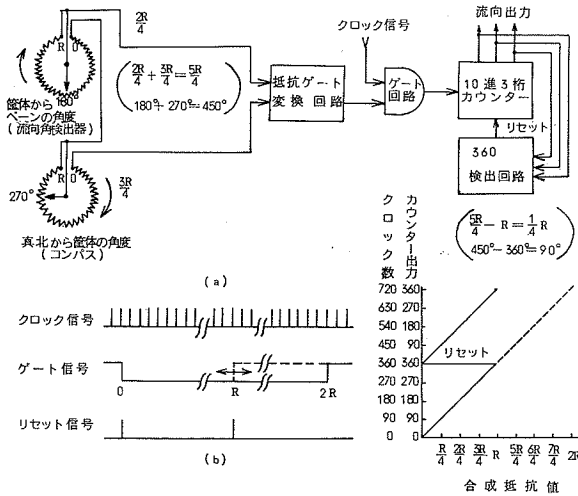 2R/4
R 0
筐体から 180°
ベーンの角度
(流向角検出器)
(2R/4 + 3R/4 = 5R/4
180° + 270° = 450°)
R 0
270°
3R/4
真北から筐体の角度
(コンパス)
抵抗ゲート
変換回路
クロック信号
ゲート
回路
流向出力
10進3桁
カウンター
リセット
360
検出回路
(5R/4 - R = 1/4 R
450° - 360° = 90°)
(a)
クロック信号
ゲート信号
0 R 2R
リセット信号
(b)
クロック数
カウンター出力
720 360
630 270
540 180
450 90
360 360
270 270
180 180
90 90
0 0
リセット
R/4 2R/4 3R/4 R 5R/4 6R/4 7R/4 2R
合成抵抗値